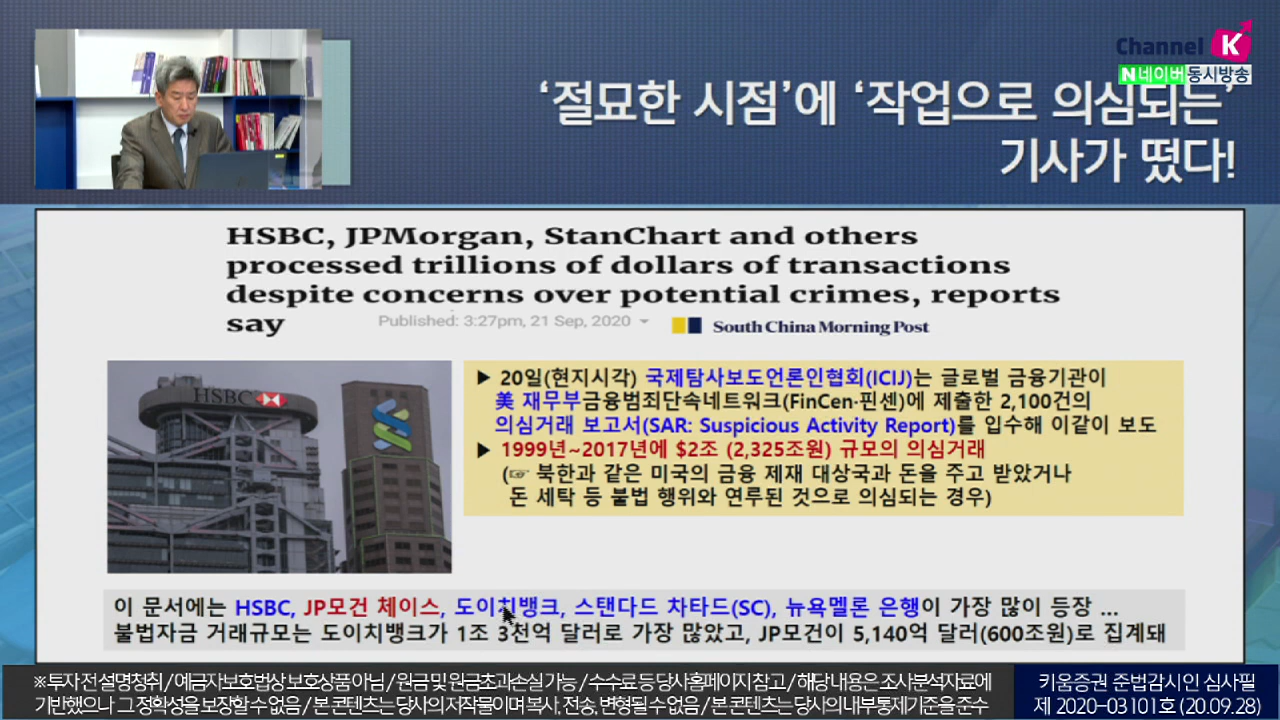 Channel K
N네이버 동시방송
‘절묘한 시점’에 ‘작업으로 의심되는’
기사가 떴다!
HSBC, JPMorgan, StanChart and others
processed trillions of dollars of transactions
despite concerns over potential crimes, reports
say
Published: 3:27pm, 21 Sep, 2020
South China Morning Post
HSBC
▶ 20일(현지시각) 국제탐사보도언론인협회(ICIJ)는 글로벌 금융기관이
美 재무부금융범죄단속네트워크(FinCen·핀센)에 제출한 2,100건의
의심거래 보고서(SAR: Suspicious Activity Report)를 입수해 이같이 보도
▶ 1999년~2017년에 $2조 (2,325조원) 규모의 의심거래
(☞ 북한과 같은 미국의 금융 제재 대상국과 돈을 주고 받았거나
돈 세탁 등 불법 행위와 연루된 것으로 의심되는 경우)
이 문서에는 HSBC, JP모건 체이스, 도이치뱅크, 스탠다드 차타드(SC), 뉴욕멜론 은행이 가장 많이 등장 ...
불법자금 거래규모는 도이치뱅크가 1조 3천억 달러로 가장 많았고, JP모건이 5,140억 달러(600조원)로 집계돼
※ 투자 전 설명청취 / 예금자보호법상 보호상품 아님 / 원금 및 원금초과손실 가능 / 수수료 등 당사홈페이지 참고 / 해당 내용은 조사분석자료에
기반했으나 그 정확성을 보장할 수 없음 / 본 콘텐츠는 당사의 저작물이며 복사, 전송, 변형될 수 없음 / 본 콘텐츠는 당사의 내부통제기준을 준수
키움증권 준법감시인 심사필
제 2020-03101호 (20.09.28)